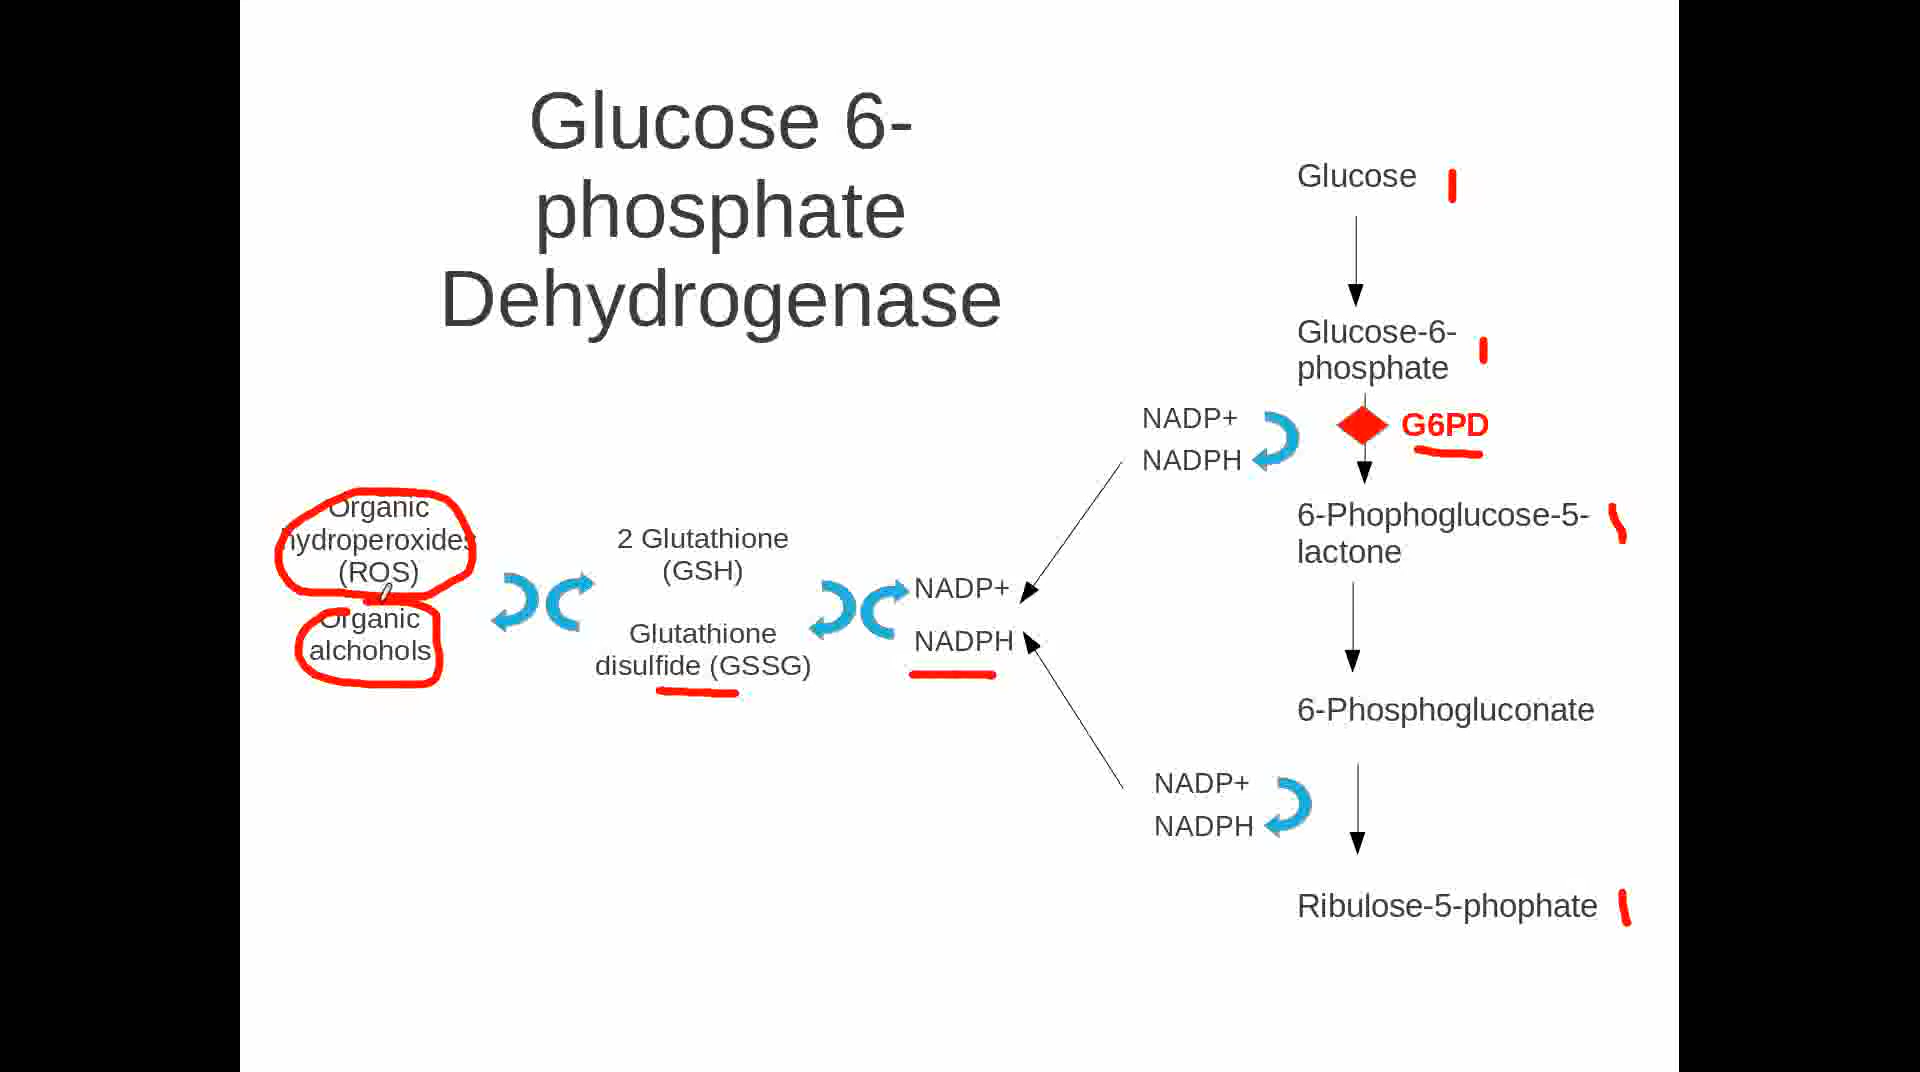 Glucose 6-
phosphate
Dehydrogenase
Glucose
Glucose-6-
phosphate
NADP+
NADPH
G6PD
6-Phophoglucose-5-
lactone
Organic
hydroperoxides
(ROS)
Organic
alchohols
2 Glutathione
(GSH)
Glutathione
disulfide (GSSG)
NADP+
NADPH
6-Phosphogluconate
NADP+
NADPH
Ribulose-5-phophate